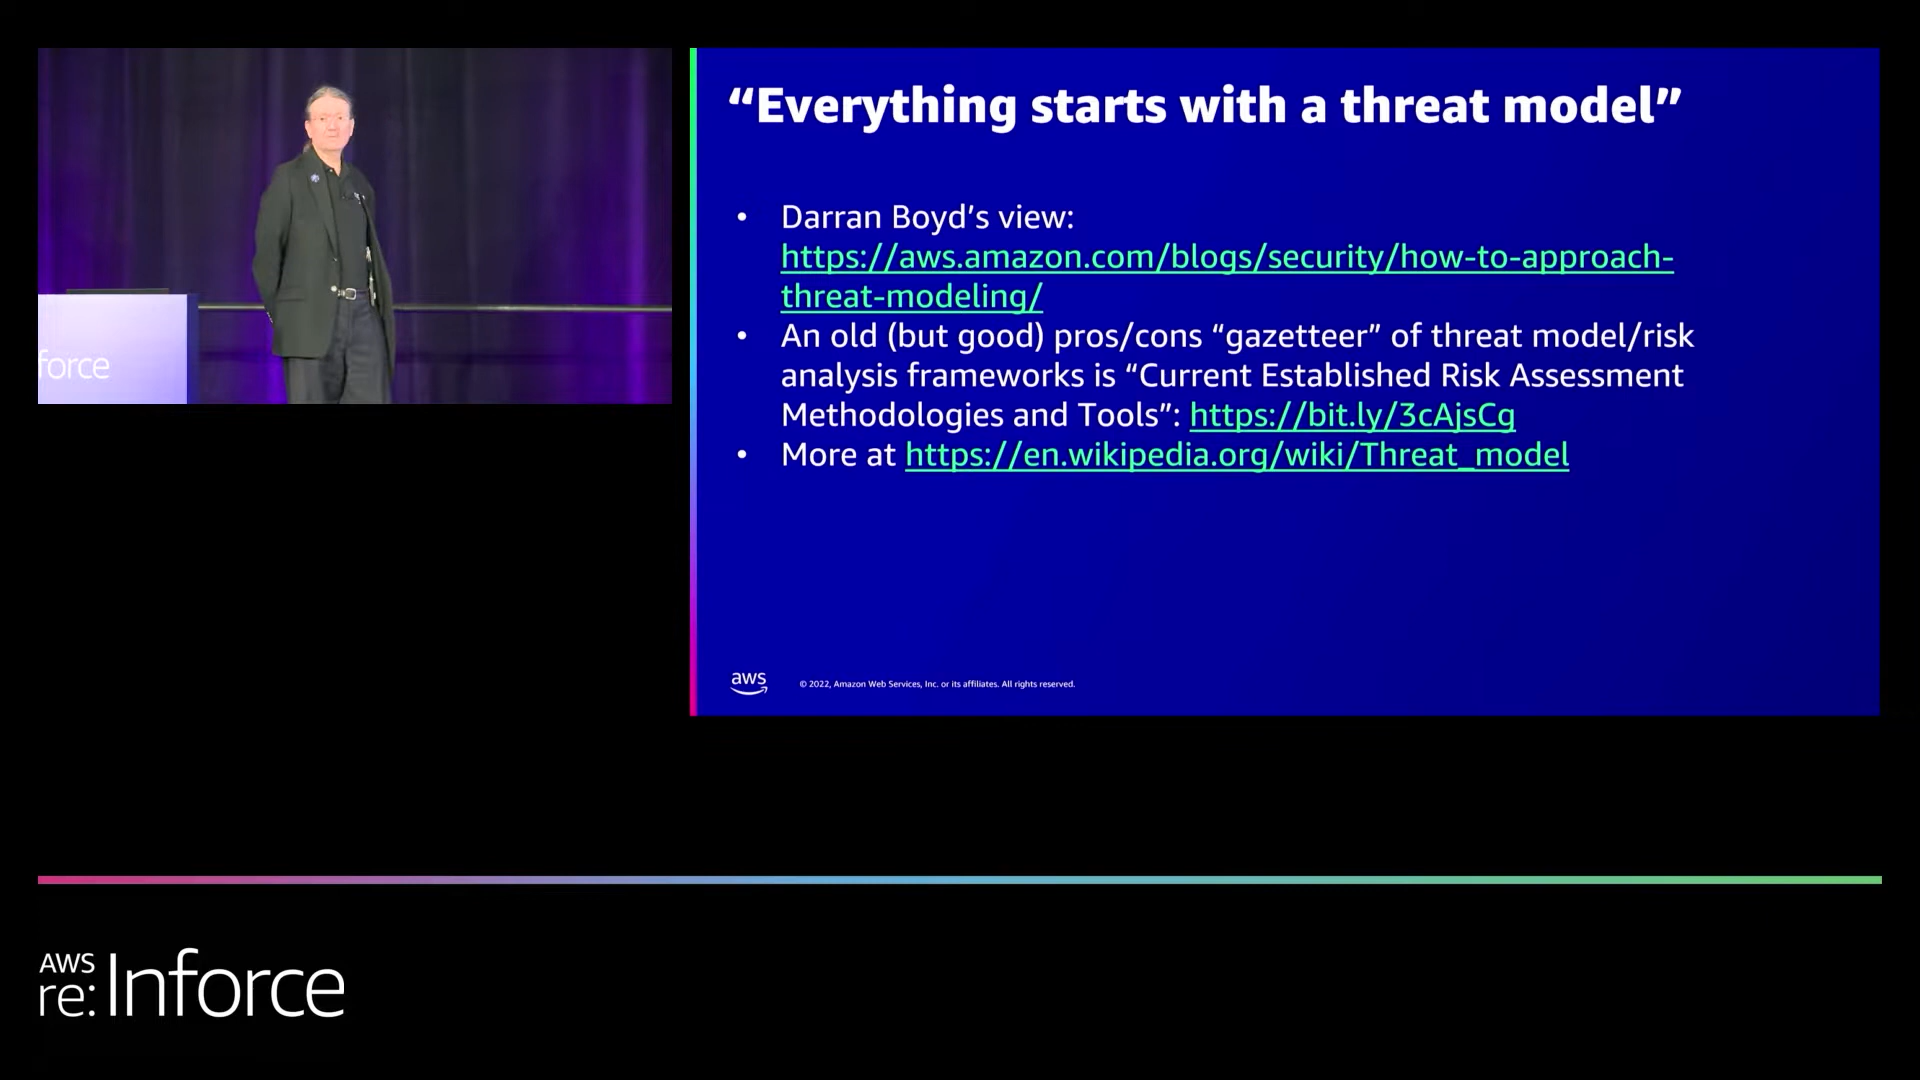 “Everything starts with a threat model”
• Darran Boyd’s view:
https://aws.amazon.com/blogs/security/how-to-approach-
threat-modeling/
• An old (but good) pros/cons “gazetteer” of threat model/risk
analysis frameworks is “Current Established Risk Assessment
Methodologies and Tools”: https://bit.ly/3cAjsCg
• More at https://en.wikipedia.org/wiki/Threat_model
aws
© 2022, Amazon Web Services, Inc. or its affiliates. All rights reserved.
force
AWS
re:Inforce